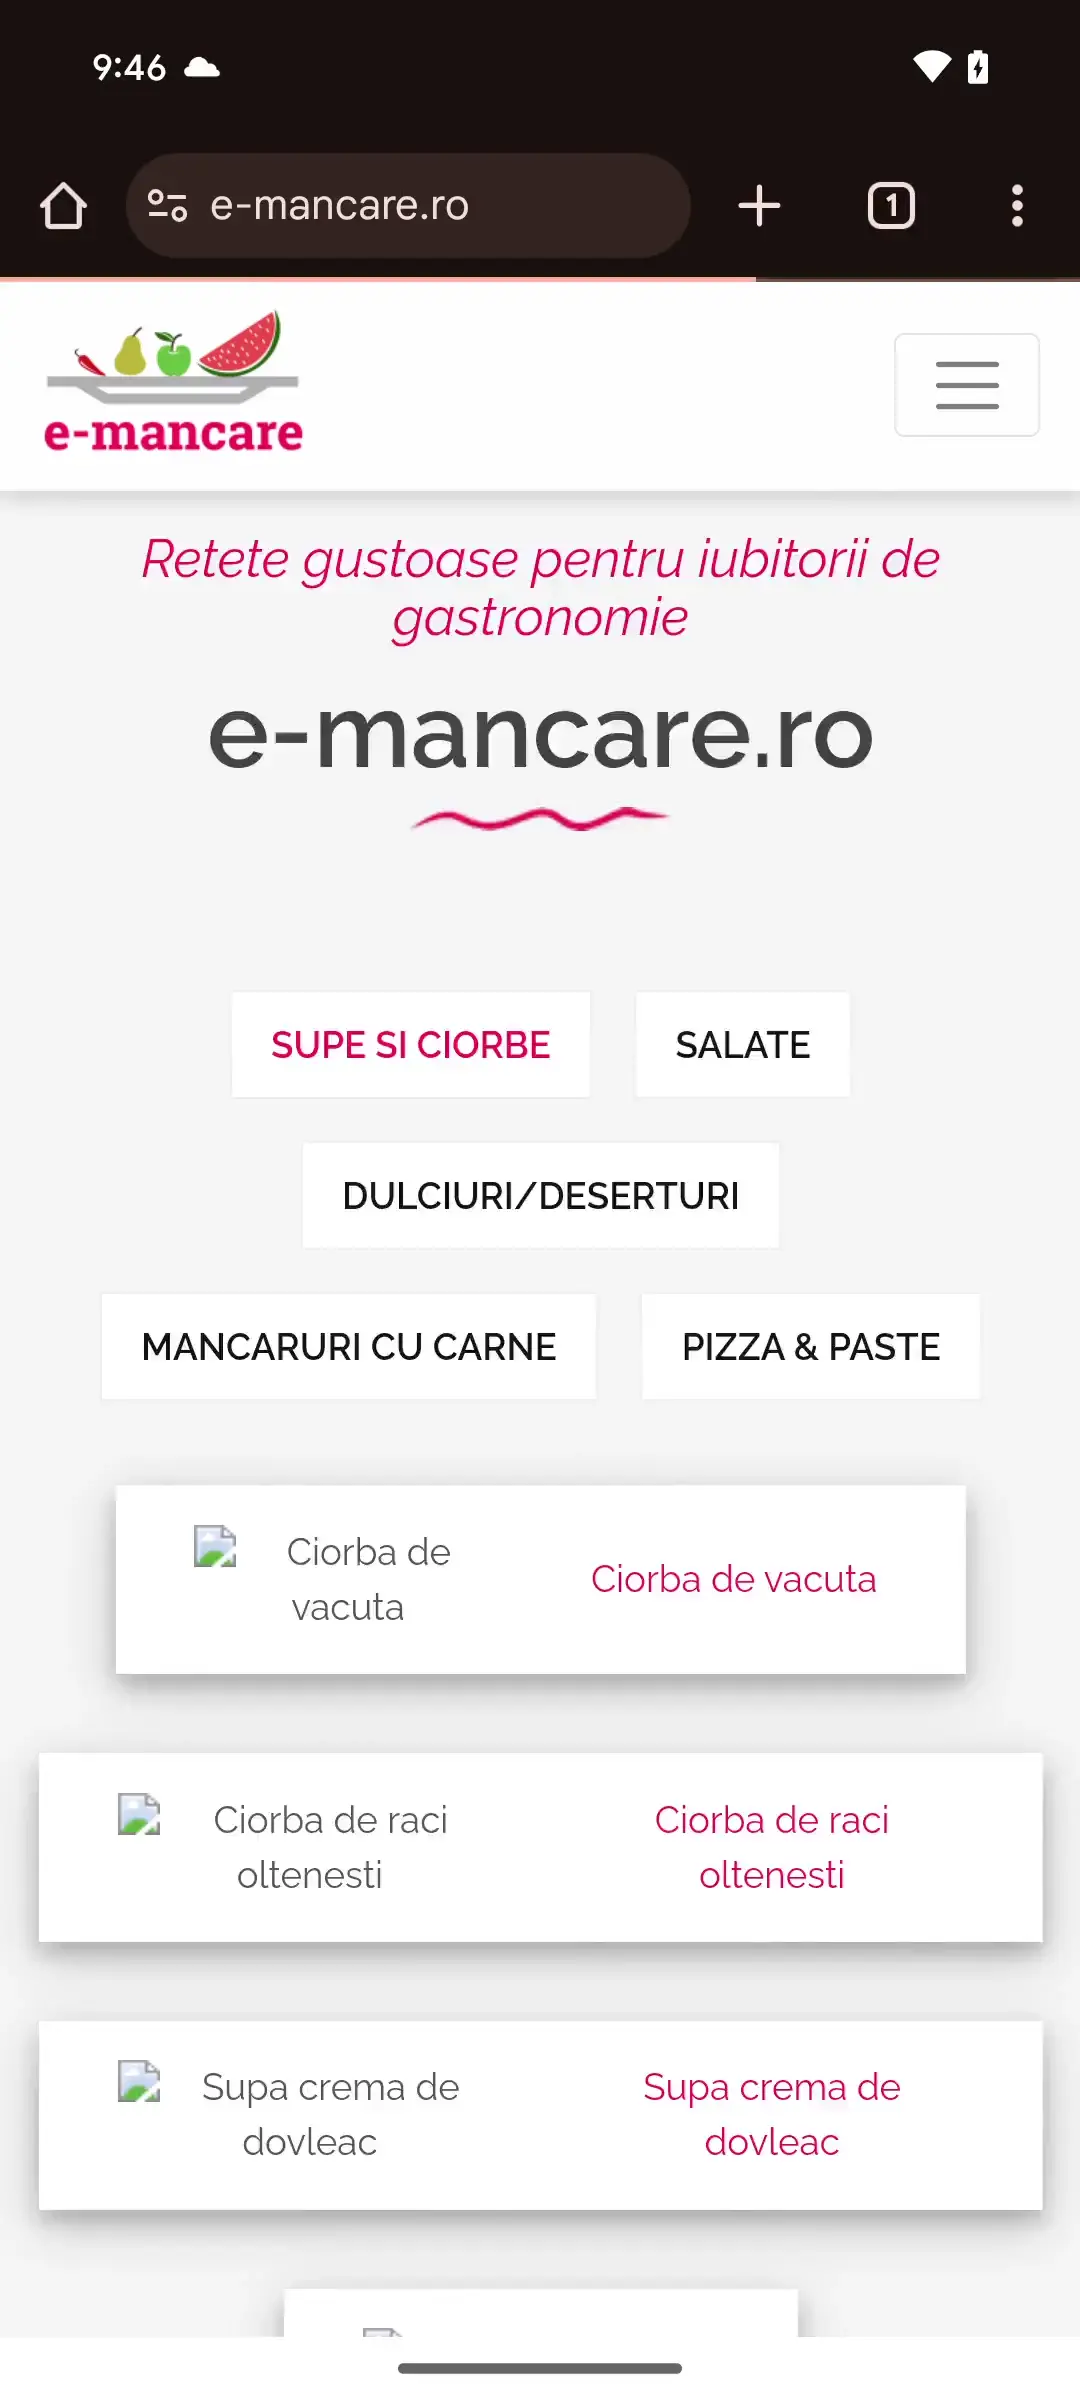 9:46
e-mancare.ro
1
e-mancare
Retete gustoase pentru iubitorii de
gastronomie
e-mancare.ro
SUPE SI CIORBE
SALATE
DULCIURI/DESERTURI
MANCARURI CU CARNE
PIZZA & PASTE
Ciorba de
vacuta
Ciorba de vacuta
Ciorba de raci
oltenesti
Ciorba de raci
oltenesti
Supa crema de
dovleac
Supa crema de
dovleac